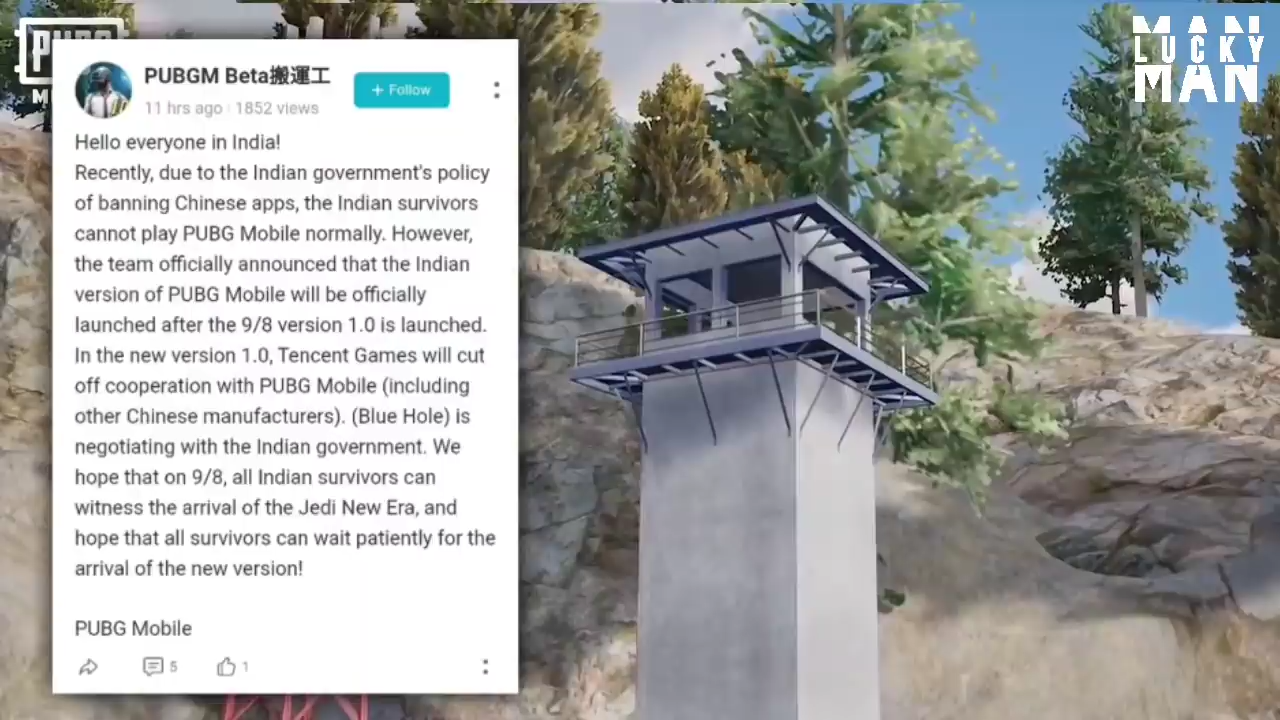 PUBG
M
MAN
LUCKY
MAN
PUBGM Beta搬運工
+ Follow
11 hrs ago · 1852 views
Hello everyone in India!
Recently, due to the Indian government's policy
of banning Chinese apps, the Indian survivors
cannot play PUBG Mobile normally. However,
the team officially announced that the Indian
version of PUBG Mobile will be officially
launched after the 9/8 version 1.0 is launched.
In the new version 1.0, Tencent Games will cut
off cooperation with PUBG Mobile (including
other Chinese manufacturers). (Blue Hole) is
negotiating with the Indian government. We
hope that on 9/8, all Indian survivors can
witness the arrival of the Jedi New Era, and
hope that all survivors can wait patiently for the
arrival of the new version!
PUBG Mobile
5
1